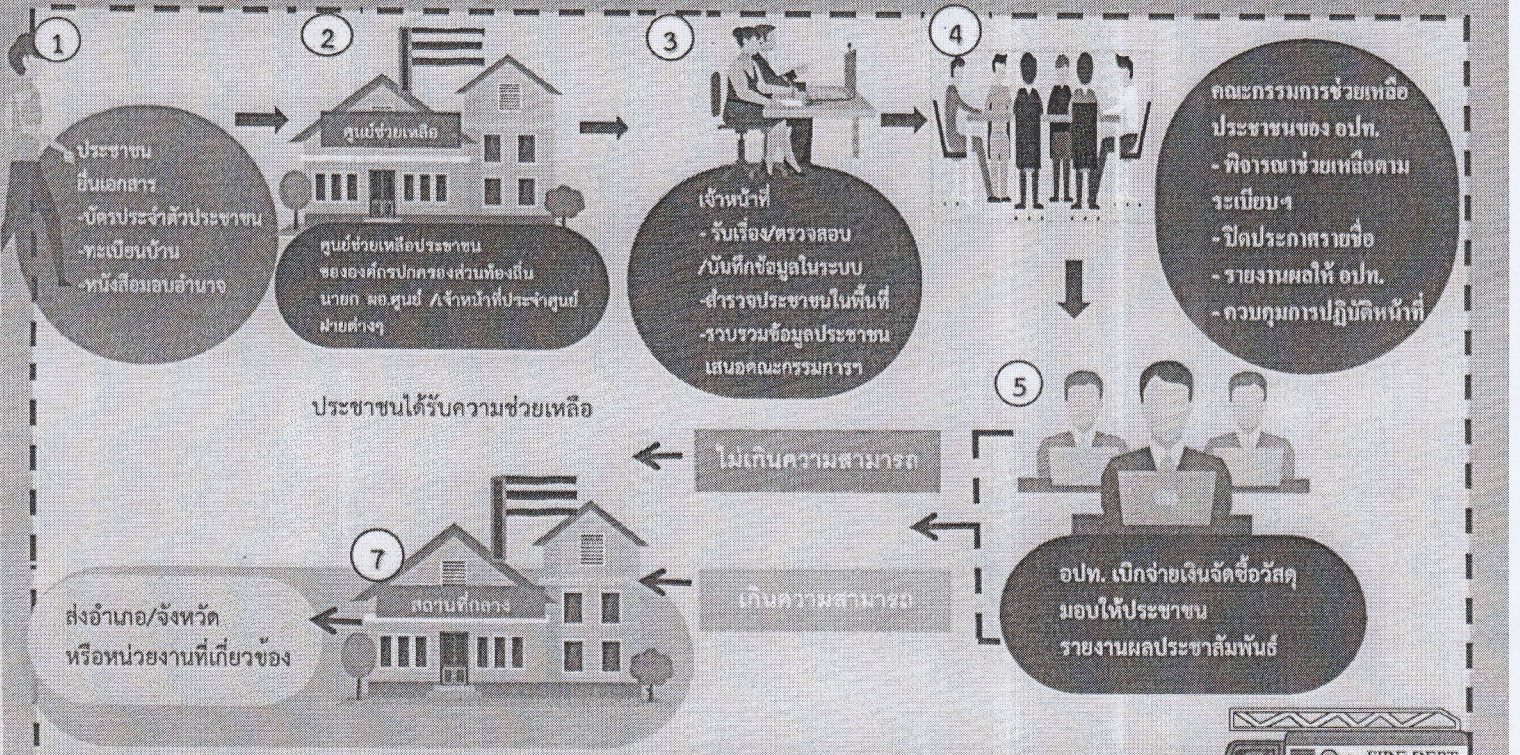 1
ประชาชน
ยื่นเอกสาร
-บัตรประจำตัวประชาชน
-ทะเบียนบ้าน
-หนังสือมอบอำนาจ
2
ศูนย์ช่วยเหลือ
ศูนย์ช่วยเหลือประชาชน
ขององค์กรปกครองส่วนท้องถิ่น
นายก ผอ.ศูนย์ /เจ้าหน้าที่ประจำศูนย์
ฝ่ายต่างๆ
3
เจ้าหน้าที่
- รับเรื่อง/ตรวจสอบ
/บันทึกข้อมูลในระบบ
-สำรวจประชาชนในพื้นที่
-รวบรวมข้อมูลประชาชน
เสนอคณะกรรมการฯ
4
คณะกรรมการช่วยเหลือ
ประชาชนของ อปท.
- พิจารณาช่วยเหลือตาม
ระเบียบฯ
- ปิดประกาศรายชื่อ
- รายงานผลให้ อปท.
- ควบคุมการปฏิบัติหน้าที่
5
อปท. เบิกจ่ายเงินจัดซื้อวัสดุ
มอบให้ประชาชน
รายงานผลประชาสัมพันธ์
ประชาชนได้รับความช่วยเหลือ
ไม่เกินความสามารถ
เกินความสามารถ
7
สถานที่กลาง
ส่งอำเภอ/จังหวัด
หรือหน่วยงานที่เกี่ยวข้อง
FIRE DEPT